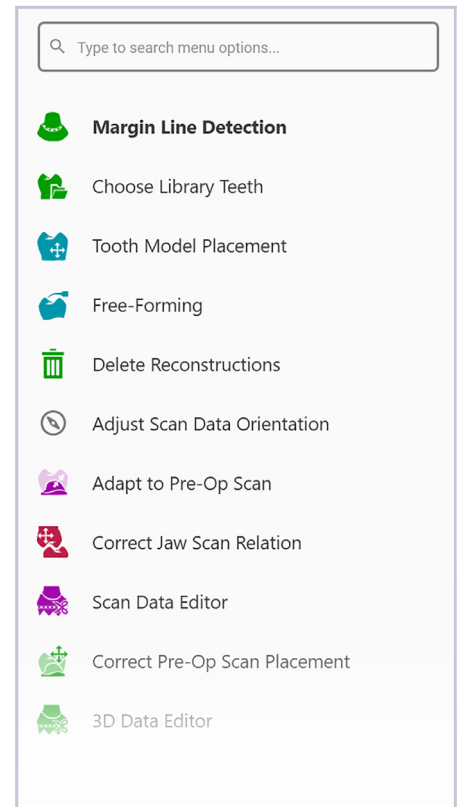 Type to search menu options...
Margin Line Detection
Choose Library Teeth
Tooth Model Placement
Free-Forming
Delete Reconstructions
Adjust Scan Data Orientation
Adapt to Pre-Op Scan
Correct Jaw Scan Relation
Scan Data Editor
Correct Pre-Op Scan Placement
3D Data Editor